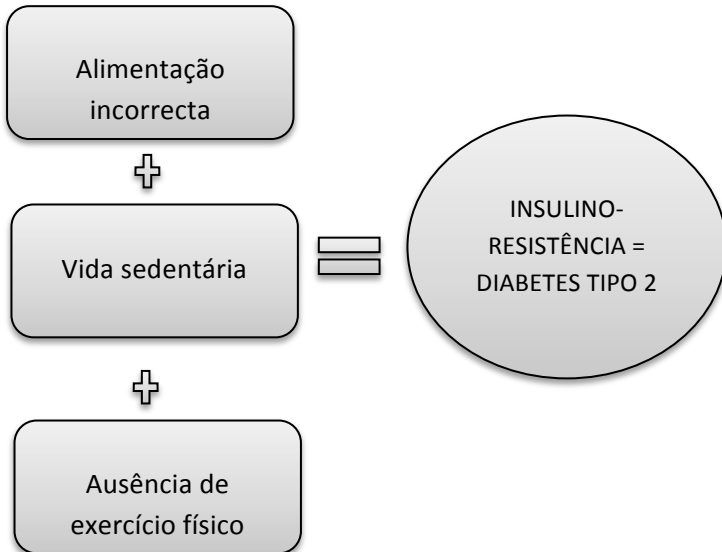 Alimentação
incorrecta
Vida sedentária
Ausência de
exercício físico
INSULINO-
RESISTÊNCIA =
DIABETES TIPO 2